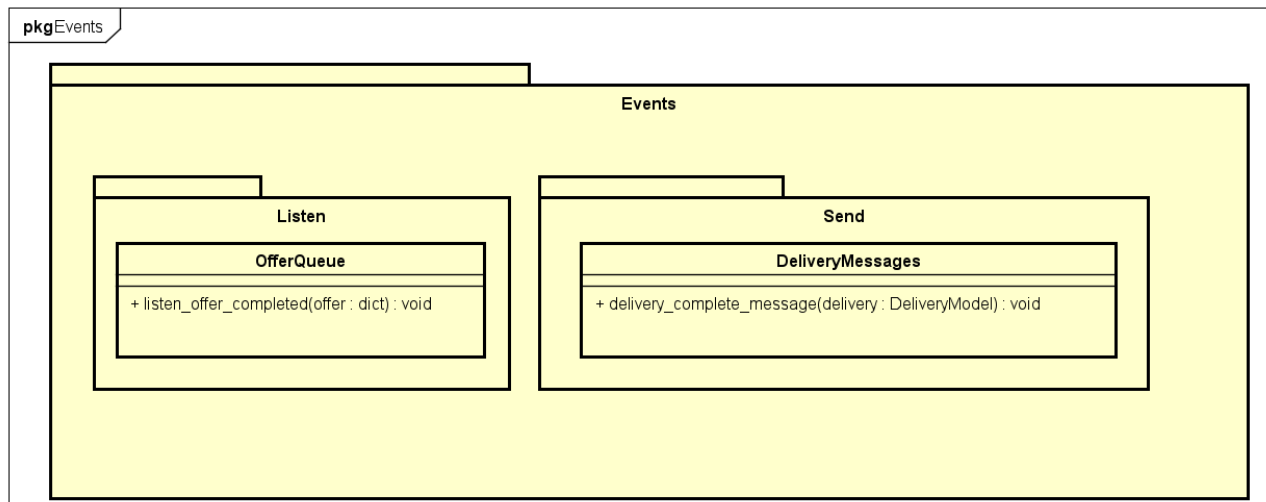 pkgEvents
Events
Listen
Send
OfferQueue
DeliveryMessages
+ listen_offer_completed(offer : dict) : void
+ delivery_complete_message(delivery : DeliveryModel) : void